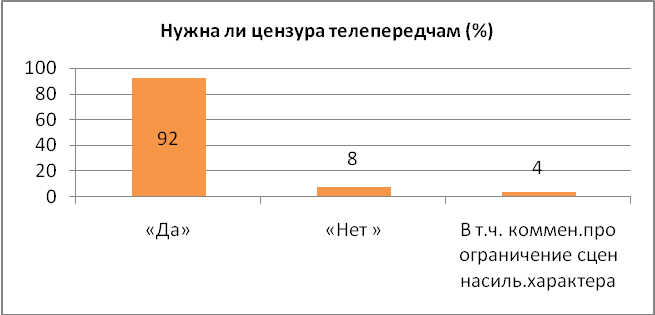 Нужна ли цензура телепередчам (%)
100
80
60
40
20
0
92
8
4
«Да»
«Нет »
В т.ч. коммен.про
ограничение сцен
насиль.характера